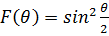 F(θ) = sin² θ/2